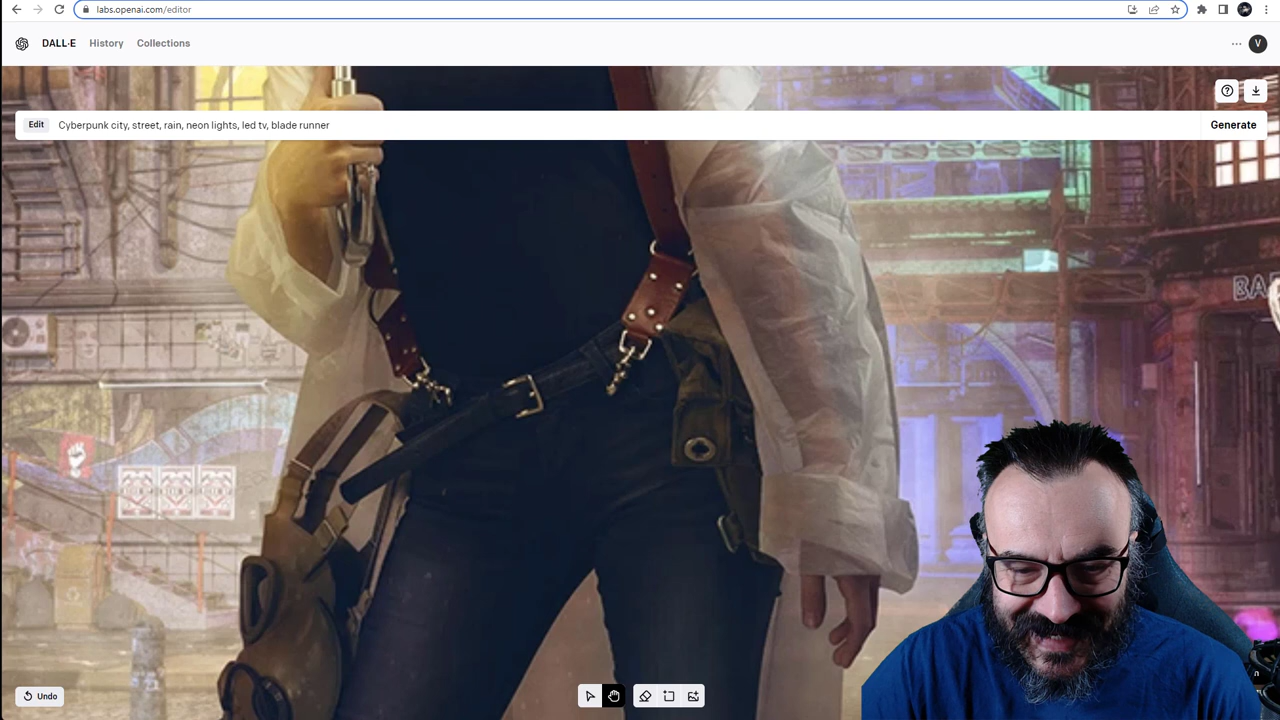 labs.openai.com/editor
DALL·E History Collections
··· V
Edit Cyberpunk city, street, rain, neon lights, led tv, blade runner Generate
BA
Undo